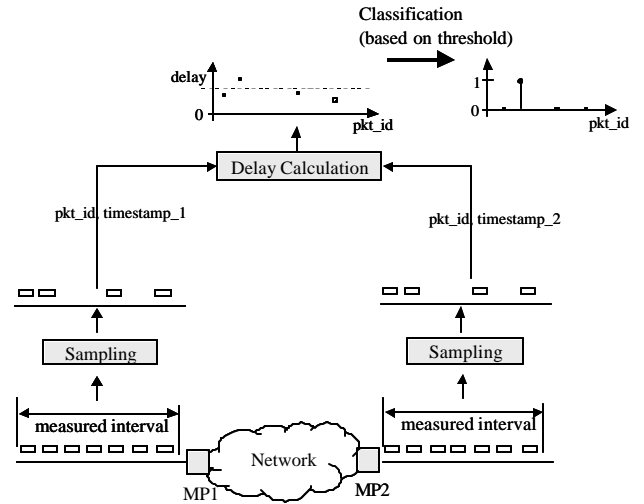 Classification
(based on threshold)
delay
0
pkt_id
1
0
pkt_id
Delay Calculation
pkt_id, timestamp_1
pkt_id, timestamp_2
Sampling
Sampling
measured interval
measured interval
Network
MP1
MP2